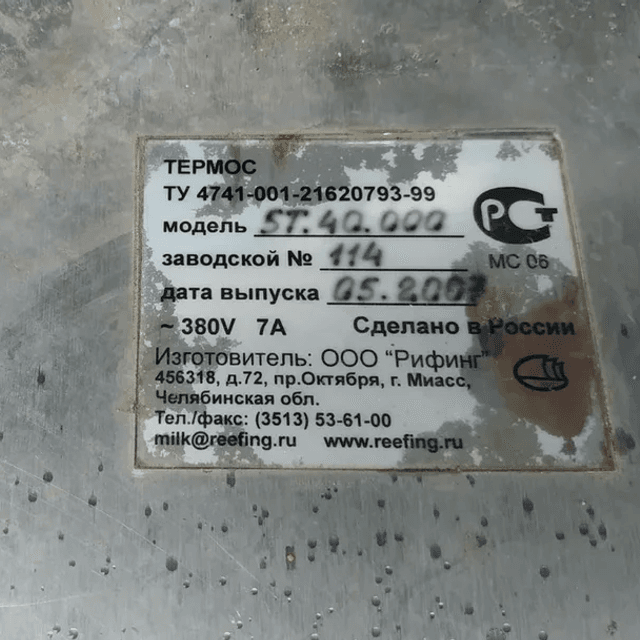 ТЕРМОС
ТУ 4741-001-21620793-99
модель ST.40.000
заводской № 114
дата выпуска 05.2007
РСТ
МС 06
~ 380V 7A Сделано в России
Изготовитель: ООО "Рифинг"
456318, д.72, пр.Октября, г. Миасс,
Челябинская обл.
Тел./факс: (3513) 53-61-00
milk@reefing.ru www.reefing.ru